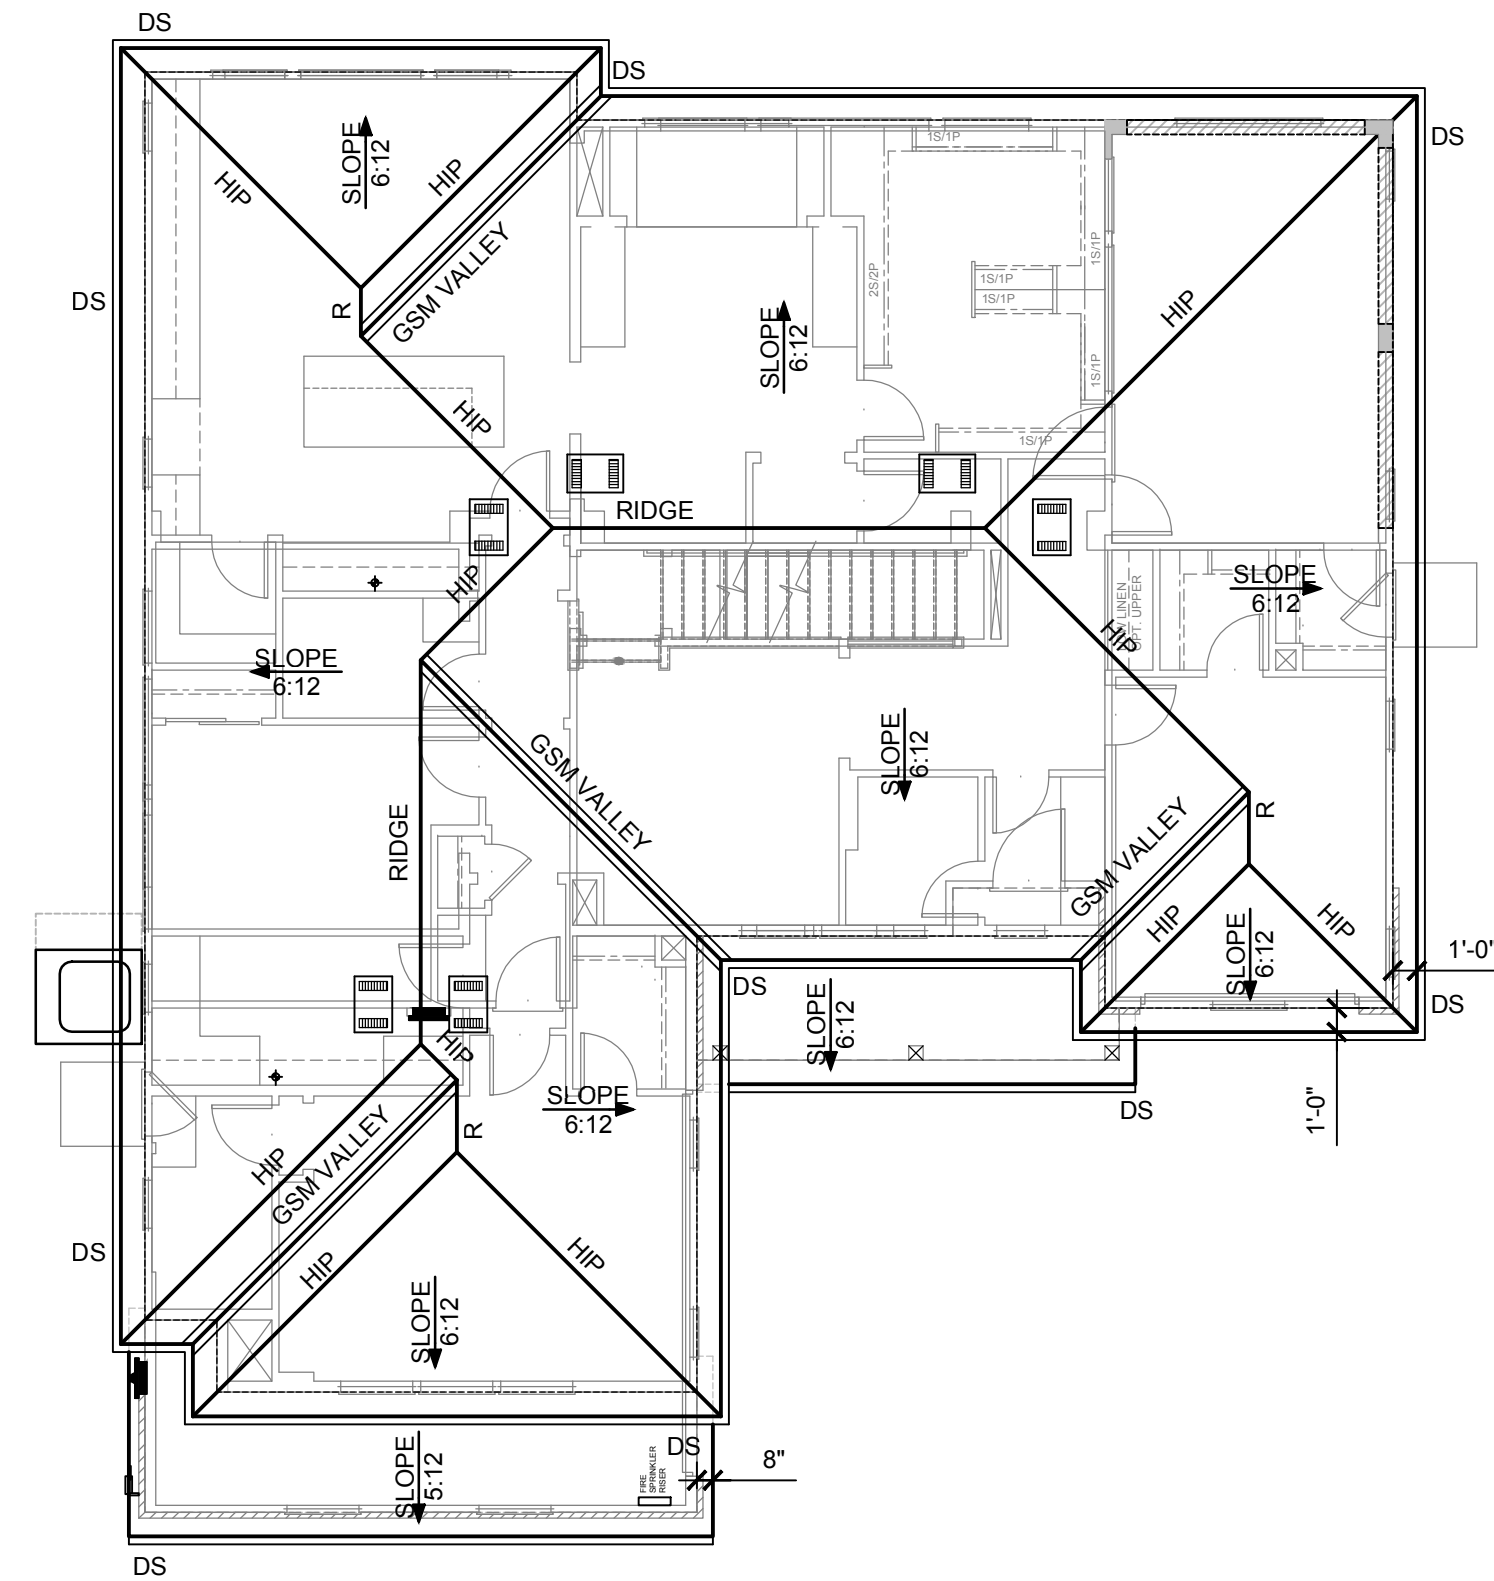 DS
DS
DS
1S/1P
SLOPE
6:12
HIP
HIP
GSM VALLEY
1S/1P
2S/2P
1S/1P
1S/1P
DS
R
HIP
SLOPE
6:12
1S/1P
HIP
1S/1P
RIDGE
HIP
SLOPE
6:12
LINEN
OPT. UPPER
HIP
SLOPE
6:12
GSM VALLEY
SLOPE
6:12
R
RIDGE
GSM VALLEY
HIP
HIP
SLOPE
6:12
1'-0"
DS
DS
SLOPE
6:12
HIP
SLOPE
6:12
DS
1'-0"
R
HIP
GSM VALLEY
DS
HIP
HIP
SLOPE
6:12
DS
8"
SLOPE
5:12
FIRE
SPRINKLER
RISER
DS